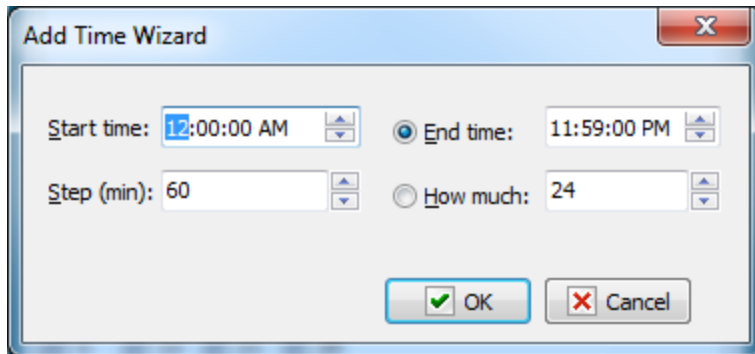 Add Time Wizard
Start time: 12:00:00 AM End time: 11:59:00 PM
Step (min): 60 How much: 24
OK Cancel